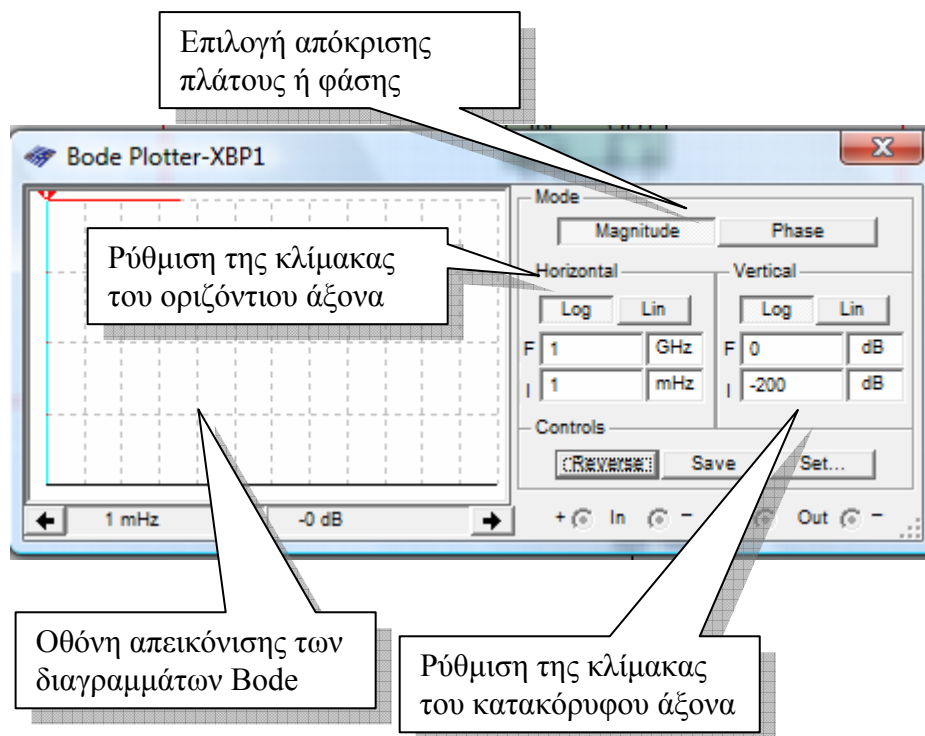 Επιλογή απόκρισης
πλάτους ή φάσης
Bode Plotter-XBP1
Mode
Magnitude Phase
Ρύθμιση της κλίμακας
του οριζόντιου άξονα
Horizontal Vertical
Log Lin Log Lin
F 1 GHz F 0 dB
I 1 mHz I -200 dB
Controls
Reverse Save Set...
1 mHz -0 dB
+ In - Out -
Οθόνη απεικόνισης των
διαγραμμάτων Bode
Ρύθμιση της κλίμακας
του κατακόρυφου άξονα